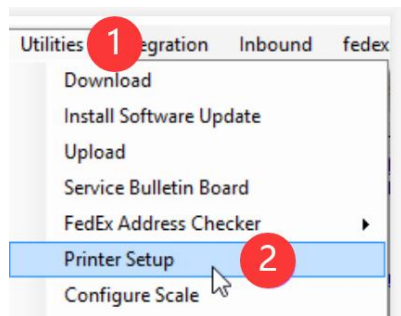 Utilities 1 egration Inbound fedex
Download
Install Software Update
Upload
Service Bulletin Board
FedEx Address Checker
Printer Setup 2
Configure Scale